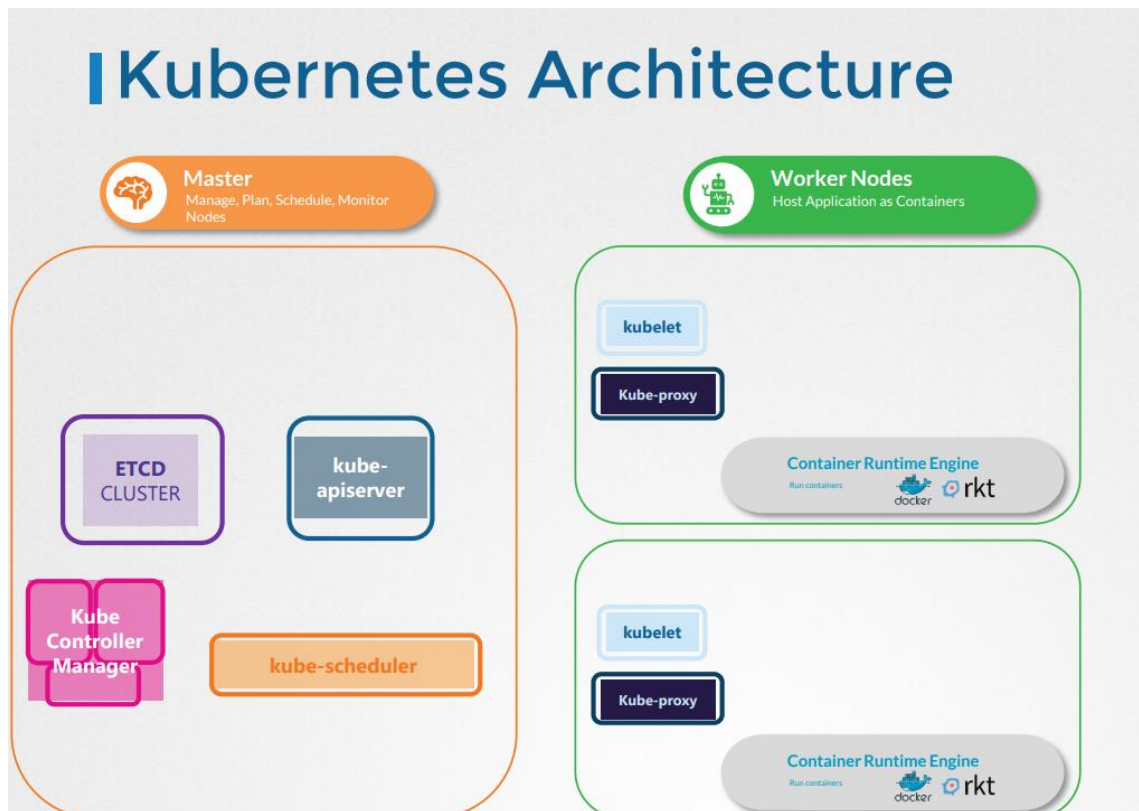 Kubernetes Architecture
Master
Manage, Plan, Schedule, Monitor
Nodes
ETCD
CLUSTER
kube-
apiserver
Kube
Controller
Manager
kube-scheduler
Worker Nodes
Host Application as Containers
kubelet
Kube-proxy
Container Runtime Engine
Run containers
docker
rkt
kubelet
Kube-proxy
Container Runtime Engine
Run containers
docker
rkt